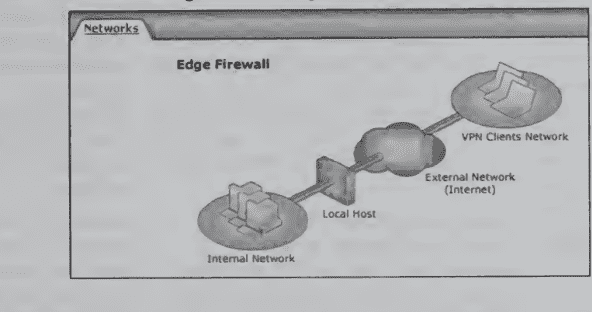 Networks
Edge Firewall
VPN Clients Network
External Network
(Internet)
Local Host
Internal Network